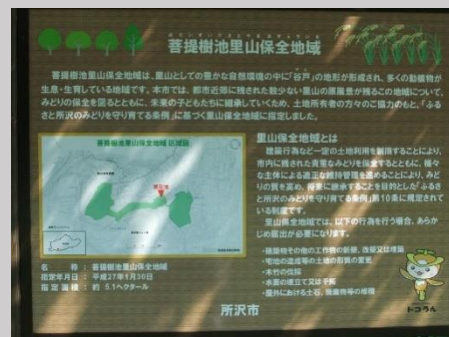 菩提樹池里山保全地域
菩提樹池里山保全地域は、里山としての豊かな自然環境の中に「谷戸」の地形が形成され、多くの動植物が
生息・生育している地域です。本市では、都市近郊に残された数少ない里山の原風景が残るこの地域について、
みどりの保全を図るとともに、未来の子どもたちに継承していくため、土地所有者の方々のご協力のもと、「ふる
さと所沢のみどりを守り育てる条例」に基づく里山保全地域に指定しました。
菩提樹池里山保全地域 区域図
里山保全地域とは
建築行為など一定の土地利用を制限することにより、
市内に残された貴重なみどりを保全するとともに、様々
な主体による適正な維持管理を進めることにより、みど
りの質を高め、将来に継承することを目的とした「ふるさ
と所沢のみどりを守り育てる条例」第10条に規定されて
いる制度です。
里山保全地域では、以下の行為を行う場合、あらか
じめ届出が必要になります。
・建築物その他の工作物の新築、改築又は増築
・宅地の造成等の土地の形質の変更
・木竹の伐採
・水面の埋立て又は干拓
・屋外における土石、廃棄物等の堆積
名　　称 : 菩提樹池里山保全地域
指定年月日 : 平成27年1月30日
指定面積 : 約 5.1ヘクタール
所沢市
トコろん